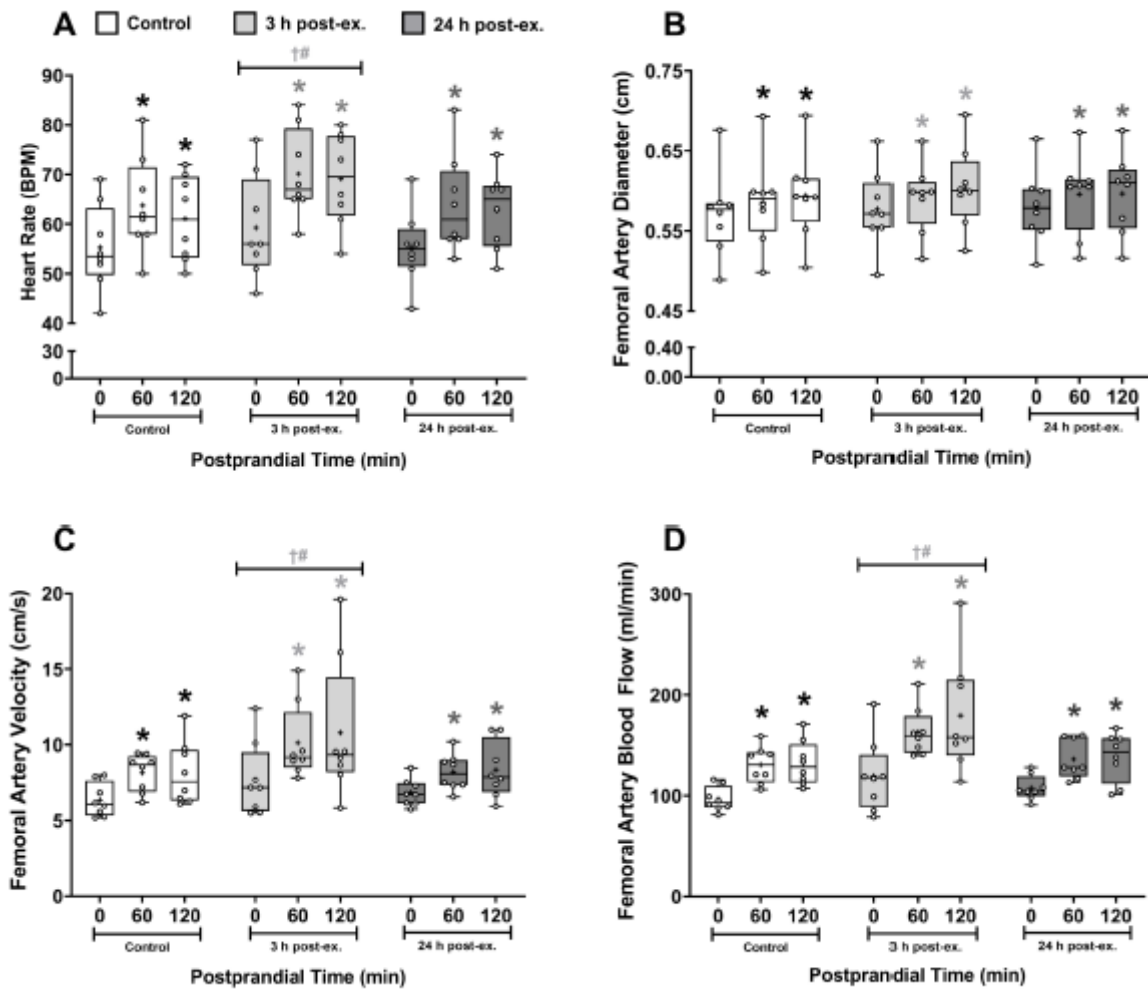 A Control 3 h post-ex. 24 h post-ex.
†#
90
80
70
60
50
40
30
0
Heart Rate (BPM)
* * * * * *
0 60 120 0 60 120 0 60 120
Control 3 h post-ex. 24 h post-ex.
Postprandial Time (min)
B
0.75
0.65
0.55
0.45
0.40
0.00
Femoral Artery Diameter (cm)
* * * * * *
0 60 120 0 60 120 0 60 120
Control 3 h post-ex. 24 h post-ex.
Postprandial Time (min)
C
†#
20
15
10
5
0
Femoral Artery Velocity (cm/s)
* * * * * *
0 60 120 0 60 120 0 60 120
Control 3 h post-ex. 24 h post-ex.
Postprandial Time (min)
D
†#
300
200
100
0
Femoral Artery Blood Flow (ml/min)
* * * * * *
0 60 120 0 60 120 0 60 120
Control 3 h post-ex. 24 h post-ex.
Postprandial Time (min)